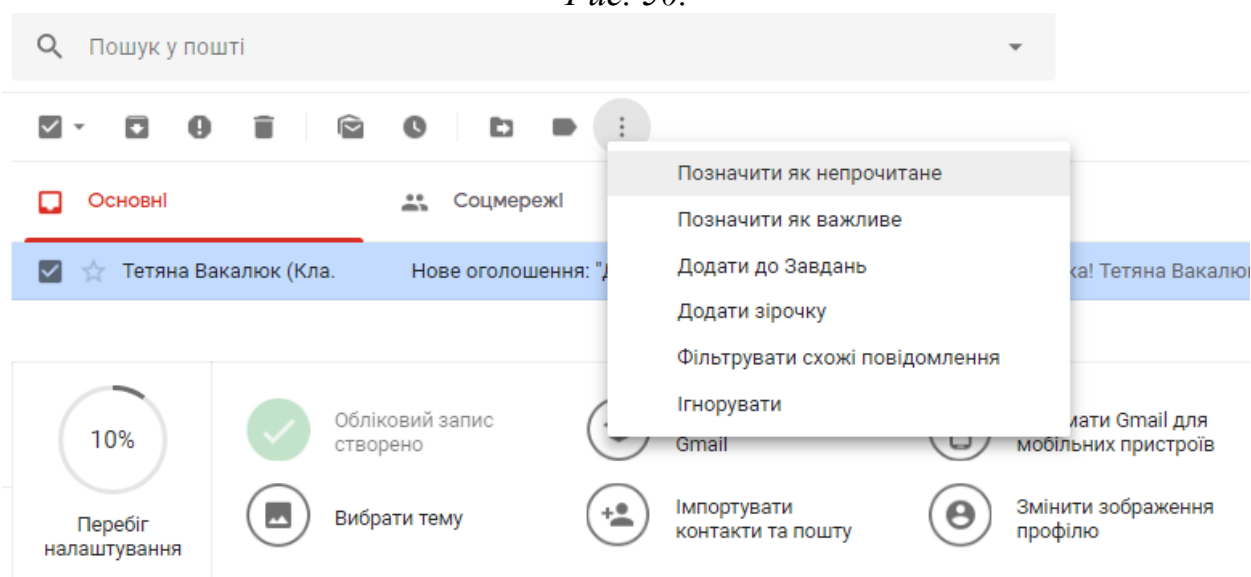 Пошук у пошті
Позначити як непрочитане
Основні
Соцмережі
Позначити як важливе
Тетяна Вакалюк (Кла.
Нове оголошення:
Додати до Завдань
Тетяна Вакалюк
Додати зірочку
Фільтрувати схожі повідомлення
Ігнорувати
10%
Обліковий запис
створено
Gmail
Gmail для
мобільних пристроїв
Перебіг
налаштування
Вибрати тему
Імпортувати
контакти та пошту
Змінити зображення
профілю